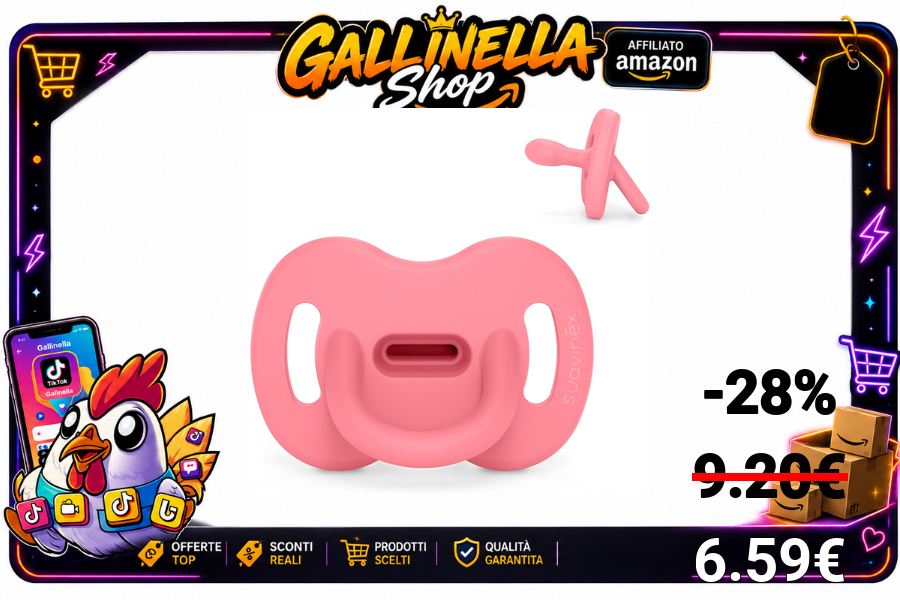 GALLINELLA
Shop
AFFILIATO
amazon
suavinex
Gallinella
TikTok
Gallinella
-28%
9.20€
6.59€
OFFERTE
TOP
SCONTI
REALI
PRODOTTI
SCELTI
QUALITÀ
GARANTITA